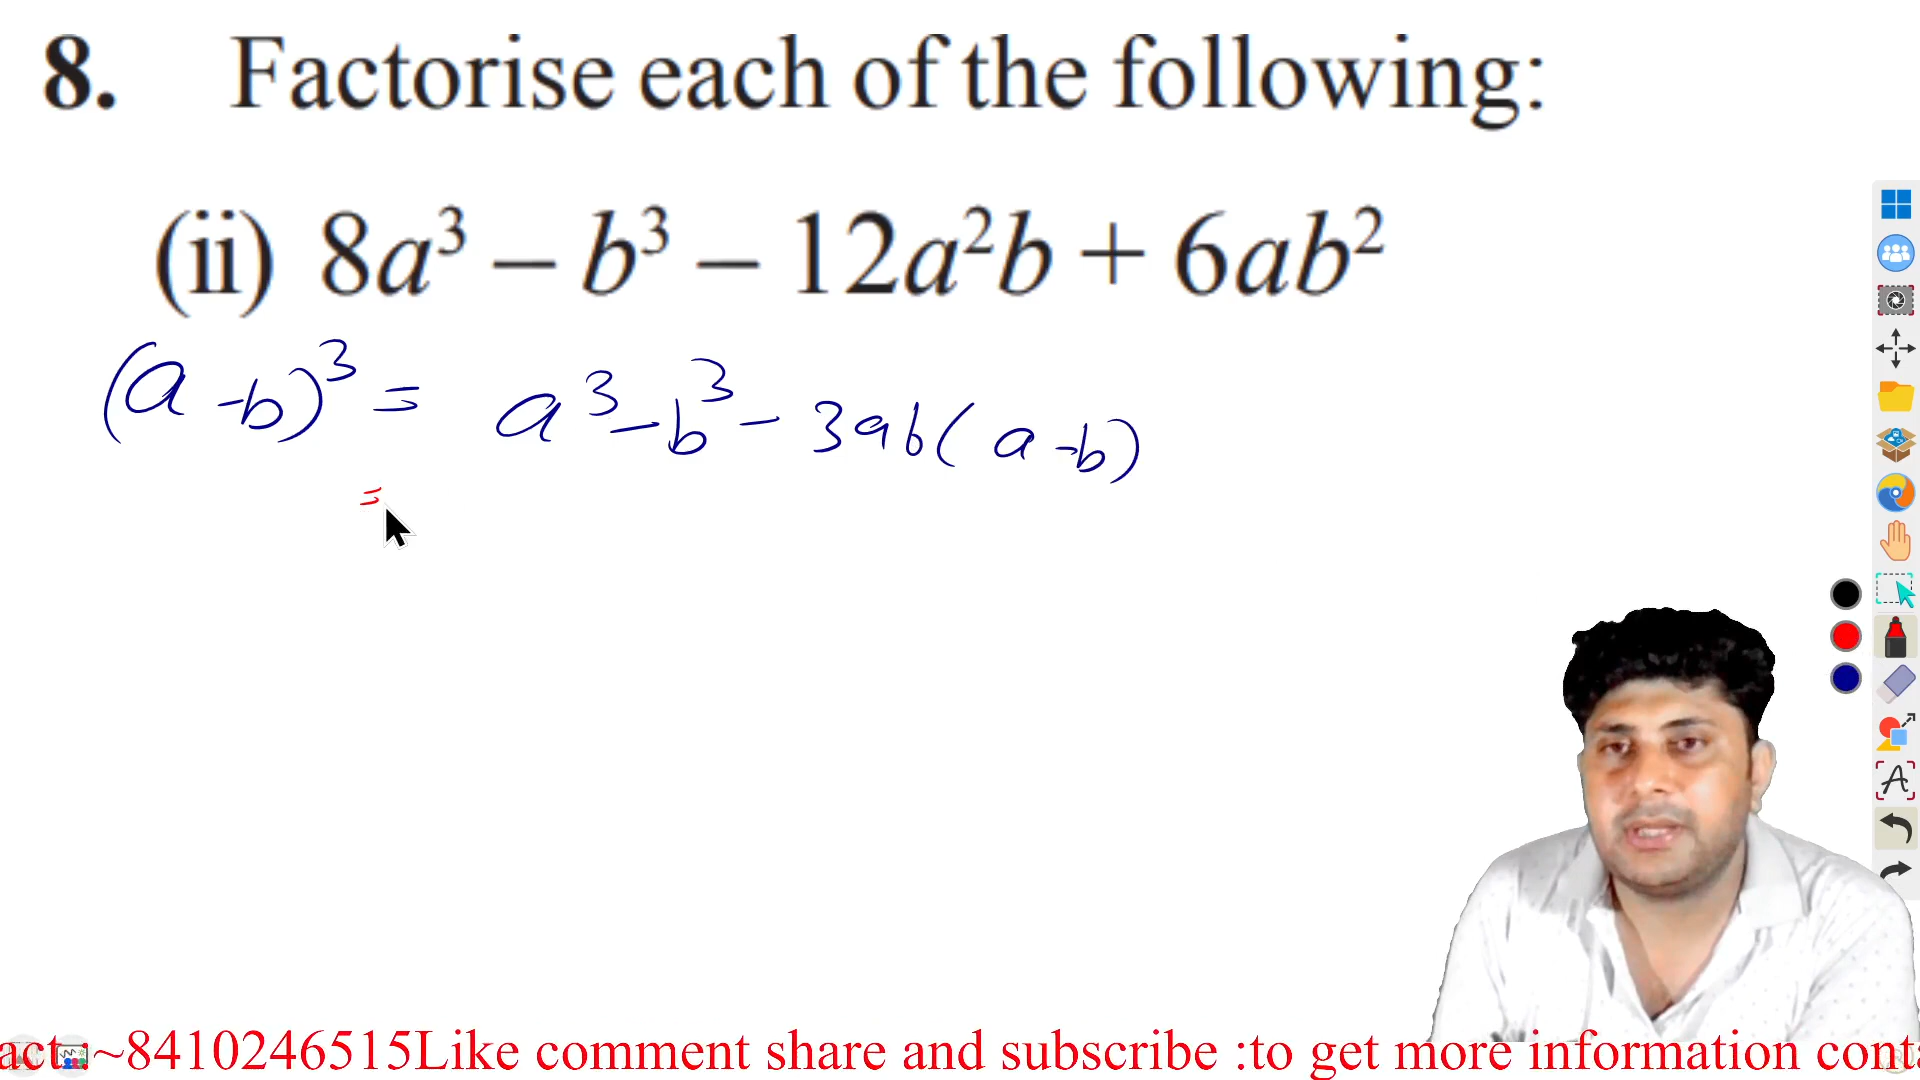 8. Factorise each of the following:
(ii) 8a³ – b³ – 12a²b + 6ab²
(a -b)³ = a³ - b³ - 3ab( a -b)
=
act :~8410246515Like comment share and subscribe :to get more information conta